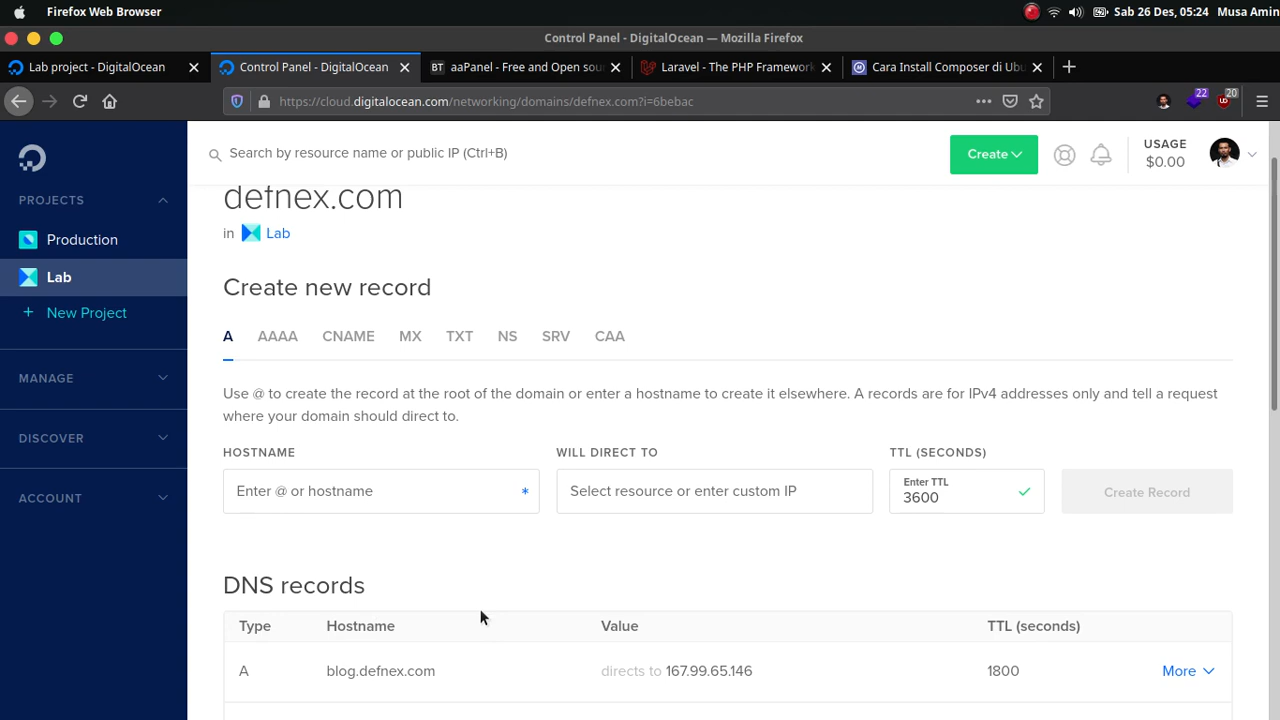 Firefox Web Browser
Sab 26 Des, 05:24 Musa Amin
Control Panel - DigitalOcean — Mozilla Firefox
Lab project - DigitalOcean
Control Panel - DigitalOcean
BT aaPanel - Free and Open sour
Laravel - The PHP Framework
Cara Install Composer di Ubu
https://cloud.digitalocean.com/networking/domains/defnex.com?i=6bebac
22
20
Search by resource name or public IP (Ctrl+B)
Create
USAGE
$0.00
PROJECTS
Production
Lab
+ New Project
MANAGE
DISCOVER
ACCOUNT
defnex.com
in Lab
Create new record
A AAAA CNAME MX TXT NS SRV CAA
Use @ to create the record at the root of the domain or enter a hostname to create it elsewhere. A records are for IPv4 addresses only and tell a request
where your domain should direct to.
HOSTNAME WILL DIRECT TO TTL (SECONDS)
Enter @ or hostname *
Select resource or enter custom IP
Enter TTL
3600
Create Record
DNS records
Type Hostname Value TTL (seconds)
A blog.defnex.com directs to 167.99.65.146 1800 More